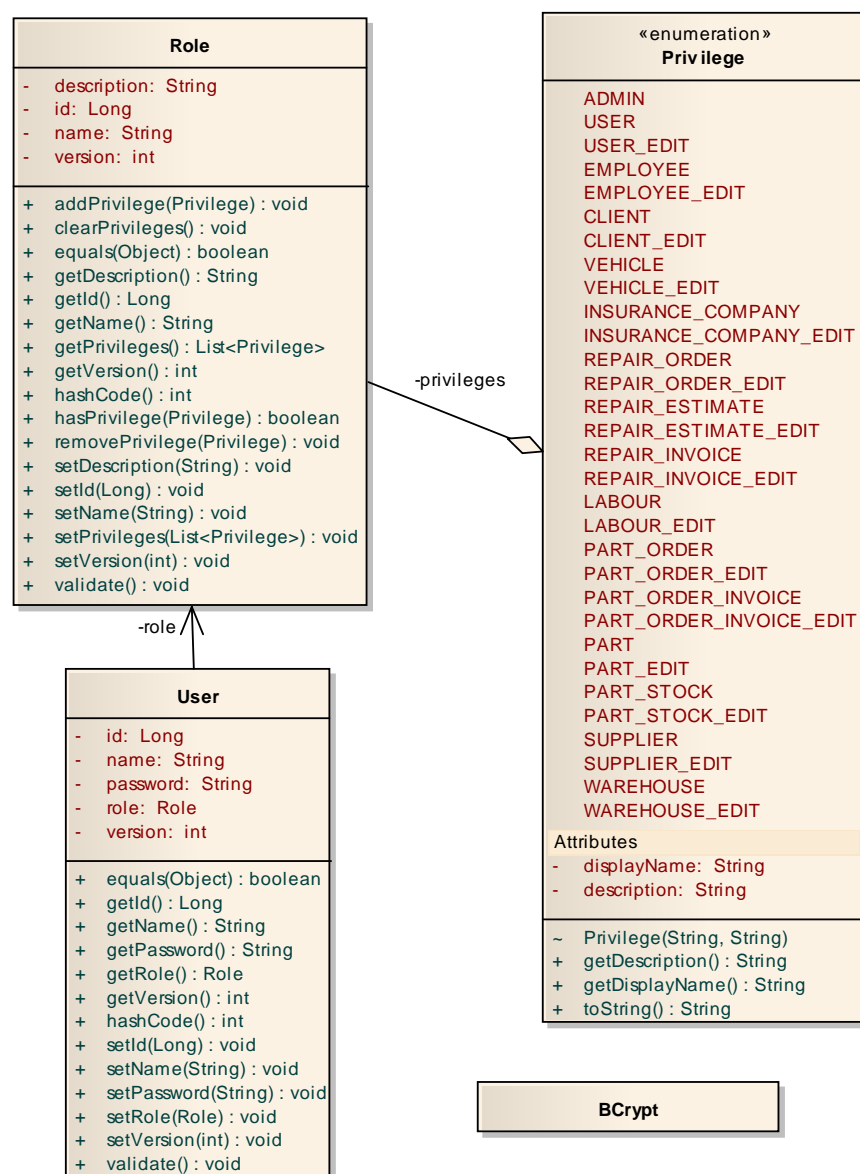 Role
- description: String
- id: Long
- name: String
- version: int
+ addPrivilege(Privilege) : void
+ clearPrivileges() : void
+ equals(Object) : boolean
+ getDescription() : String
+ getId() : Long
+ getName() : String
+ getPrivileges() : List<Privilege>
+ getVersion() : int
+ hashCode() : int
+ hasPrivilege(Privilege) : boolean
+ removePrivilege(Privilege) : void
+ setDescription(String) : void
+ setId(Long) : void
+ setName(String) : void
+ setPrivileges(List<Privilege>) : void
+ setVersion(int) : void
+ validate() : void
-privileges
-role
User
- id: Long
- name: String
- password: String
- role: Role
- version: int
+ equals(Object) : boolean
+ getId() : Long
+ getName() : String
+ getPassword() : String
+ getRole() : Role
+ getVersion() : int
+ hashCode() : int
+ setId(Long) : void
+ setName(String) : void
+ setPassword(String) : void
+ setRole(Role) : void
+ setVersion(int) : void
+ validate() : void
«enumeration»
Privilege
ADMIN
USER
USER_EDIT
EMPLOYEE
EMPLOYEE_EDIT
CLIENT
CLIENT_EDIT
VEHICLE
VEHICLE_EDIT
INSURANCE_COMPANY
INSURANCE_COMPANY_EDIT
REPAIR_ORDER
REPAIR_ORDER_EDIT
REPAIR_ESTIMATE
REPAIR_ESTIMATE_EDIT
REPAIR_INVOICE
REPAIR_INVOICE_EDIT
LABOUR
LABOUR_EDIT
PART_ORDER
PART_ORDER_EDIT
PART_ORDER_INVOICE
PART_ORDER_INVOICE_EDIT
PART
PART_EDIT
PART_STOCK
PART_STOCK_EDIT
SUPPLIER
SUPPLIER_EDIT
WAREHOUSE
WAREHOUSE_EDIT
Attributes
- displayName: String
- description: String
~ Privilege(String, String)
+ getDescription() : String
+ getDisplayName() : String
+ toString() : String
BCrypt